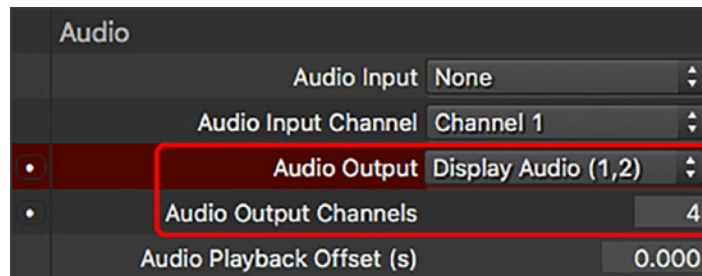 Audio
Audio Input None
Audio Input Channel Channel 1
Audio Output Display Audio (1,2)
Audio Output Channels 4
Audio Playback Offset (s) 0.000